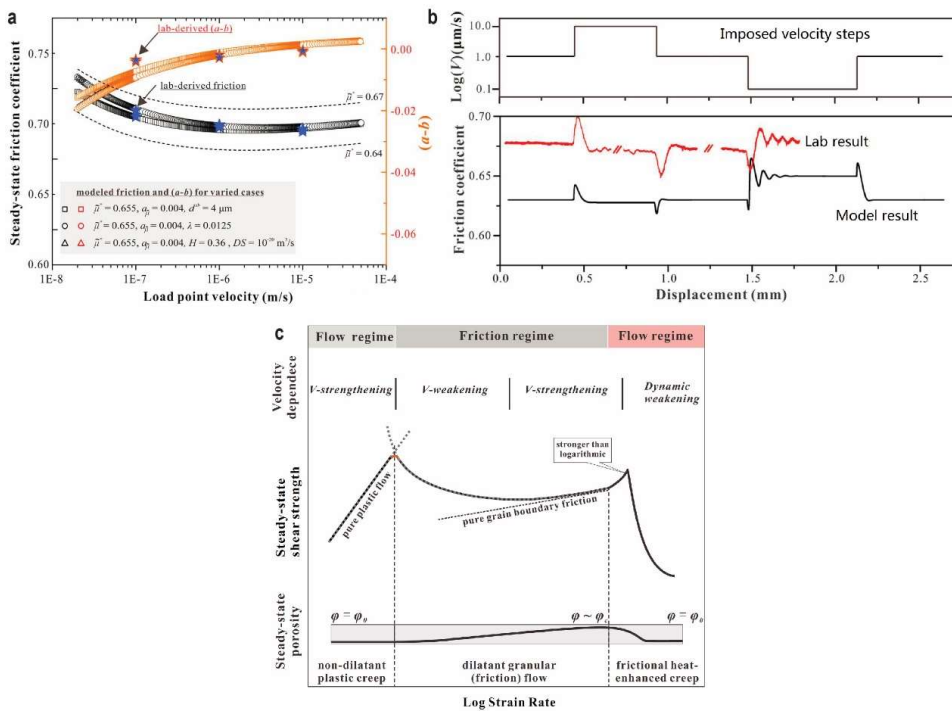 a
lab-derived (a-b)
lab-derived friction
μ̃* = 0.67
μ̃* = 0.64
Steady-state friction coefficient
0.75
0.70
0.65
0.60
0.00
-0.02
-0.04
-0.06
(a-b)
modeled friction and (a-b) for varied cases
μ̃* = 0.655, aμ̃ = 0.004, dˢᵇ = 4 μm
μ̃* = 0.655, aμ̃ = 0.004, λ = 0.0125
μ̃* = 0.655, aμ̃ = 0.004, H = 0.36 , DS = 10⁻²⁰ m³/s
1E-8
1E-7
1E-6
1E-5
1E-4
Load point velocity (m/s)
b
Log(V) (μm/s)
10.0
1.0
0.1
Imposed velocity steps
Friction coefficient
0.70
0.65
0.60
Lab result
Model result
0.0
0.5
1.0
1.5
2.0
2.5
Displacement (mm)
c
Flow regime
Friction regime
Flow regime
Velocity dependece
V-strengthening
V-weakening
V-strengthening
Dynamic
weakening
Steady-state
shear strength
pure plastic flow
pure grain boundary friction
stronger than
logarithmic
Steady-state
porosity
φ = φ₀
φ ~ φc
φ = φ₀
non-dilatant
plastic creep
dilatant granular
(friction) flow
frictional heat-
enhanced creep
Log Strain Rate